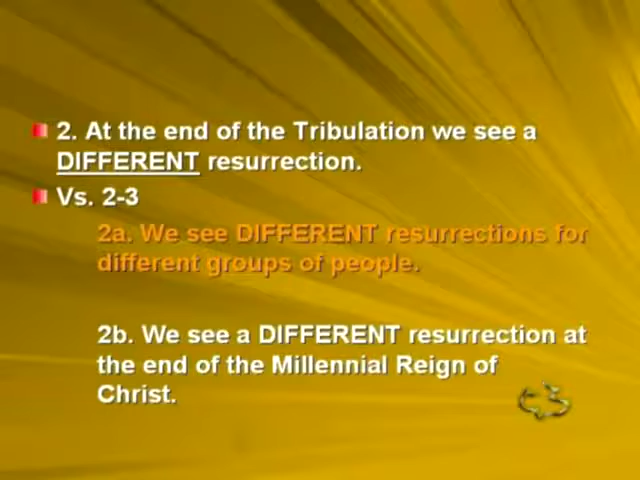 2. At the end of the Tribulation we see a
DIFFERENT resurrection.
Vs. 2-3
2a. We see DIFFERENT resurrections for
different groups of people.
2b. We see a DIFFERENT resurrection at
the end of the Millennial Reign of
Christ.